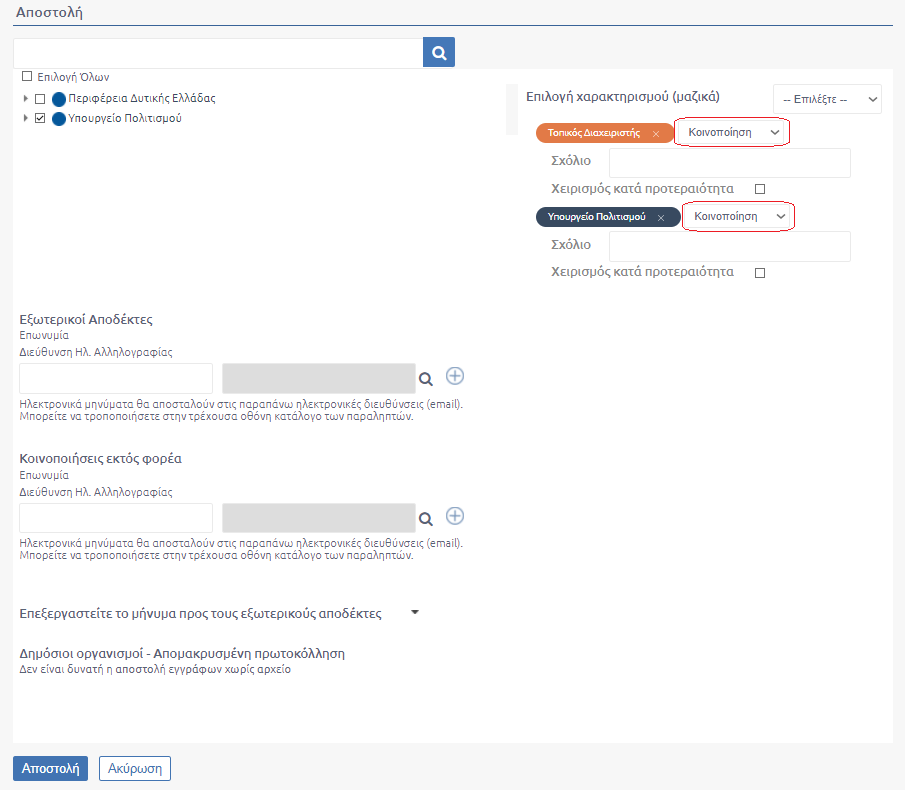 Αποστολή
Επιλογή Όλων
Περιφέρεια Δυτικής Ελλάδας
Υπουργείο Πολιτισμού
Επιλογή χαρακτηρισμού (μαζικά)
-- Επιλέξτε --
Τοπικός Διαχειριστής ×
Κοινοποίηση
Σχόλιο
Χειρισμός κατά προτεραιότητα
Υπουργείο Πολιτισμού ×
Κοινοποίηση
Σχόλιο
Χειρισμός κατά προτεραιότητα
Εξωτερικοί Αποδέκτες
Επωνυμία
Διεύθυνση Ηλ. Αλληλογραφίας
Ηλεκτρονικά μηνύματα θα αποσταλούν στις παραπάνω ηλεκτρονικές διευθύνσεις (email).
Μπορείτε να τροποποιήσετε στην τρέχουσα οθόνη κατάλογο των παραληπτών.
Κοινοποιήσεις εκτός φορέα
Επωνυμία
Διεύθυνση Ηλ. Αλληλογραφίας
Ηλεκτρονικά μηνύματα θα αποσταλούν στις παραπάνω ηλεκτρονικές διευθύνσεις (email).
Μπορείτε να τροποποιήσετε στην τρέχουσα οθόνη κατάλογο των παραληπτών.
Επεξεργαστείτε το μήνυμα προς τους εξωτερικούς αποδέκτες
Δημόσιοι οργανισμοί - Απομακρυσμένη πρωτοκόλληση
Δεν είναι δυνατή η αποστολή εγγράφων χωρίς αρχείο
Αποστολή
Ακύρωση